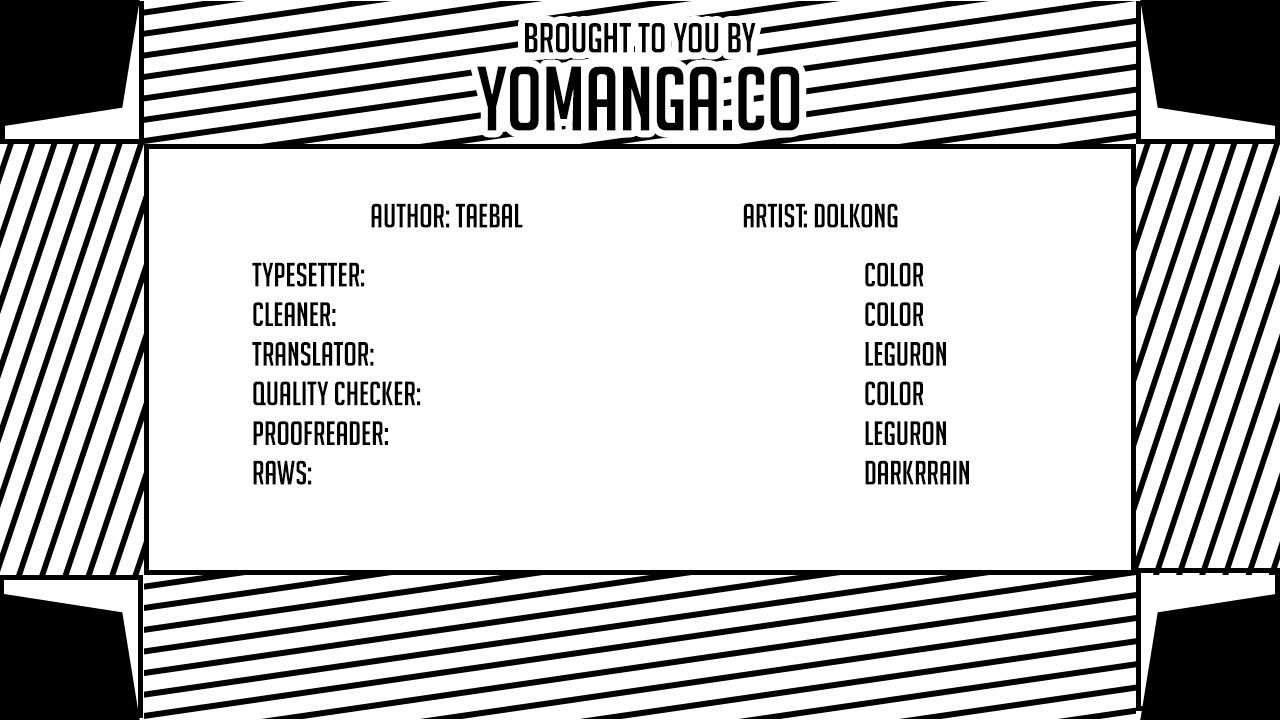 BROUGHT TO YOU BY
YOMANGA.CO
AUTHOR: TAEBAL ARTIST: DOLKONG
TYPESETTER: COLOR
CLEANER: COLOR
TRANSLATOR: LEGURON
QUALITY CHECKER: COLOR
PROOFREADER: LEGURON
RAWS: DARKRRAIN